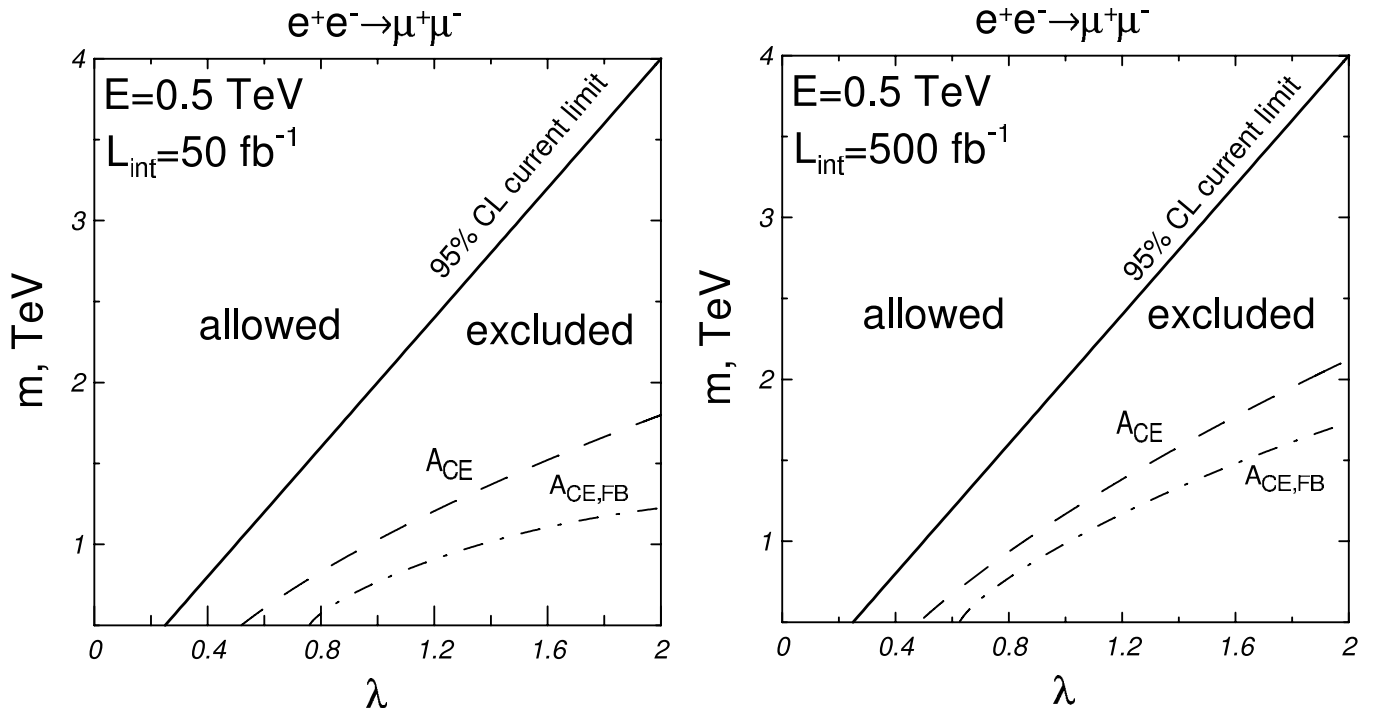 e⁺e⁻→μ⁺μ⁻
E=0.5 TeV
L_int=50 fb⁻¹
95% CL current limit
allowed
excluded
A_CE
A_CE,FB
m, TeV
4
3
2
1
0
0.4
0.8
1.2
1.6
2
λ
e⁺e⁻→μ⁺μ⁻
E=0.5 TeV
L_int=500 fb⁻¹
95% CL current limit
allowed
excluded
A_CE
A_CE,FB
m, TeV
4
3
2
1
0
0.4
0.8
1.2
1.6
2
λ